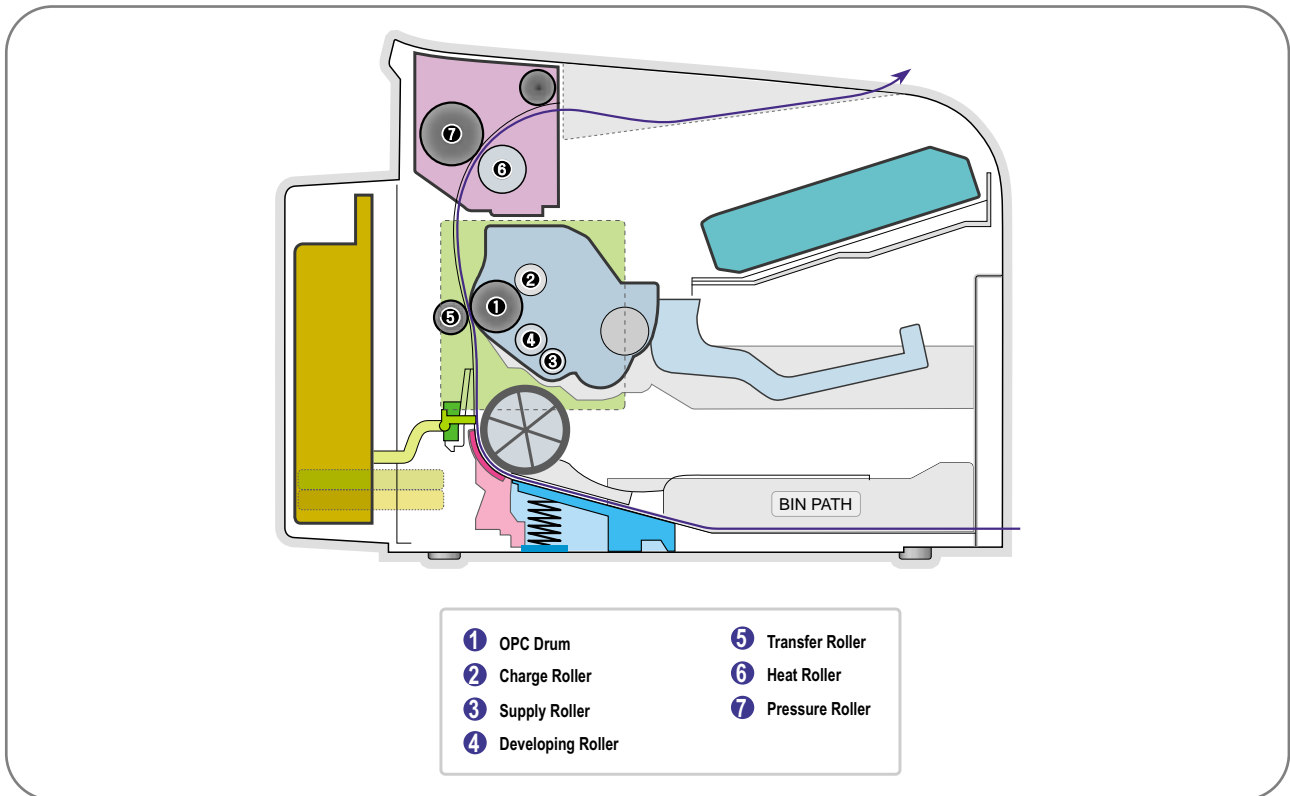 7
6
2
1
5
4
3
BIN PATH
1 OPC Drum
2 Charge Roller
3 Supply Roller
4 Developing Roller
5 Transfer Roller
6 Heat Roller
7 Pressure Roller